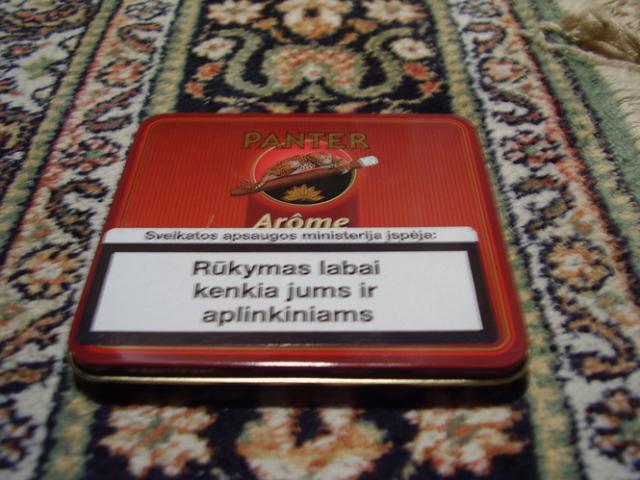 PANTER
Arôme
Sveikatos apsaugos ministerija įspėja:
Rūkymas labai
kenkia jums ir
aplinkiniams